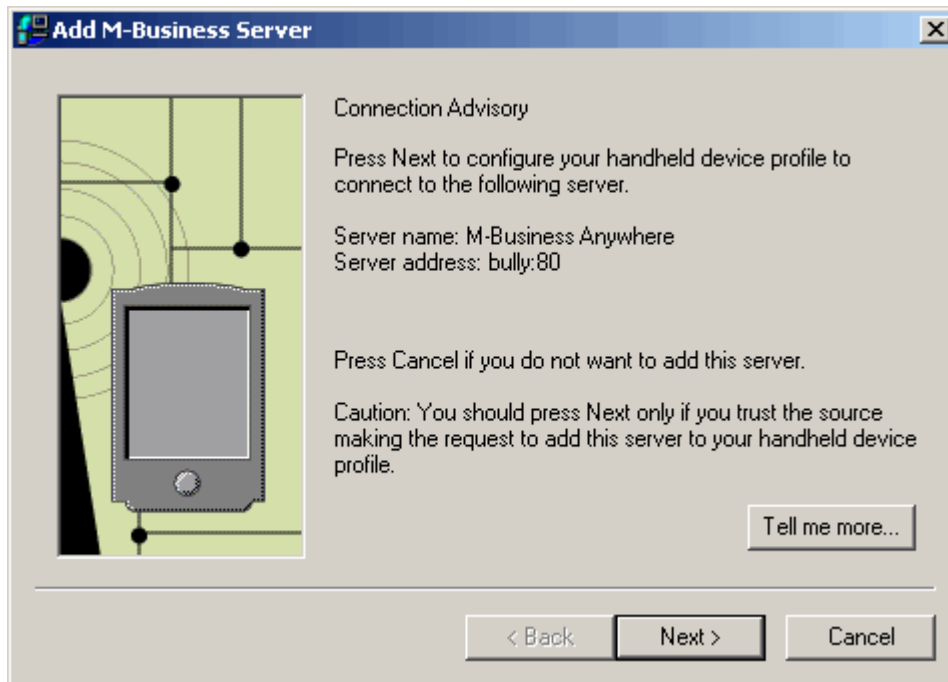 Add M-Business Server
Connection Advisory
Press Next to configure your handheld device profile to
connect to the following server.
Server name: M-Business Anywhere
Server address: bully:80
Press Cancel if you do not want to add this server.
Caution: You should press Next only if you trust the source
making the request to add this server to your handheld device
profile.
Tell me more...
< Back
Next >
Cancel